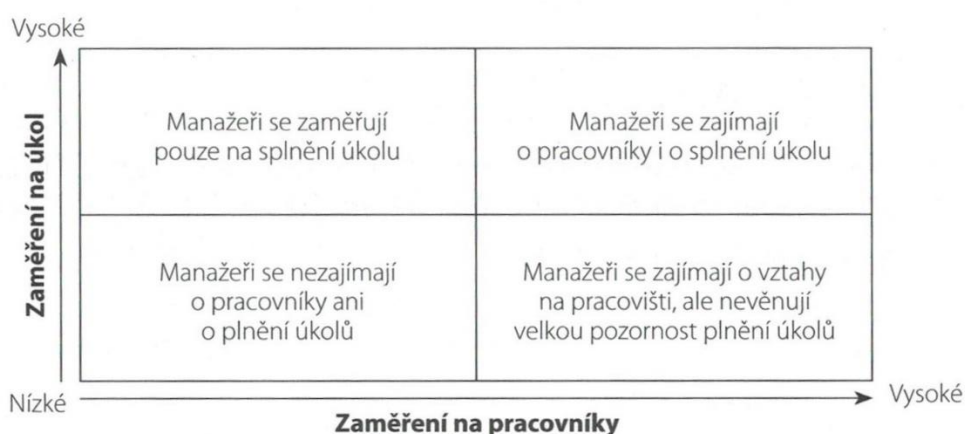 Vysoké
Zaměření na úkol
Manažeři se zaměřují
pouze na splnění úkolu
Manažeři se zajímají
o pracovníky i o splnění úkolu
Manažeři se nezajímají
o pracovníky ani
o plnění úkolů
Manažeři se zajímají o vztahy
na pracovišti, ale nevěnují
velkou pozornost plnění úkolů
Nízké
Vysoké
Zaměření na pracovníky